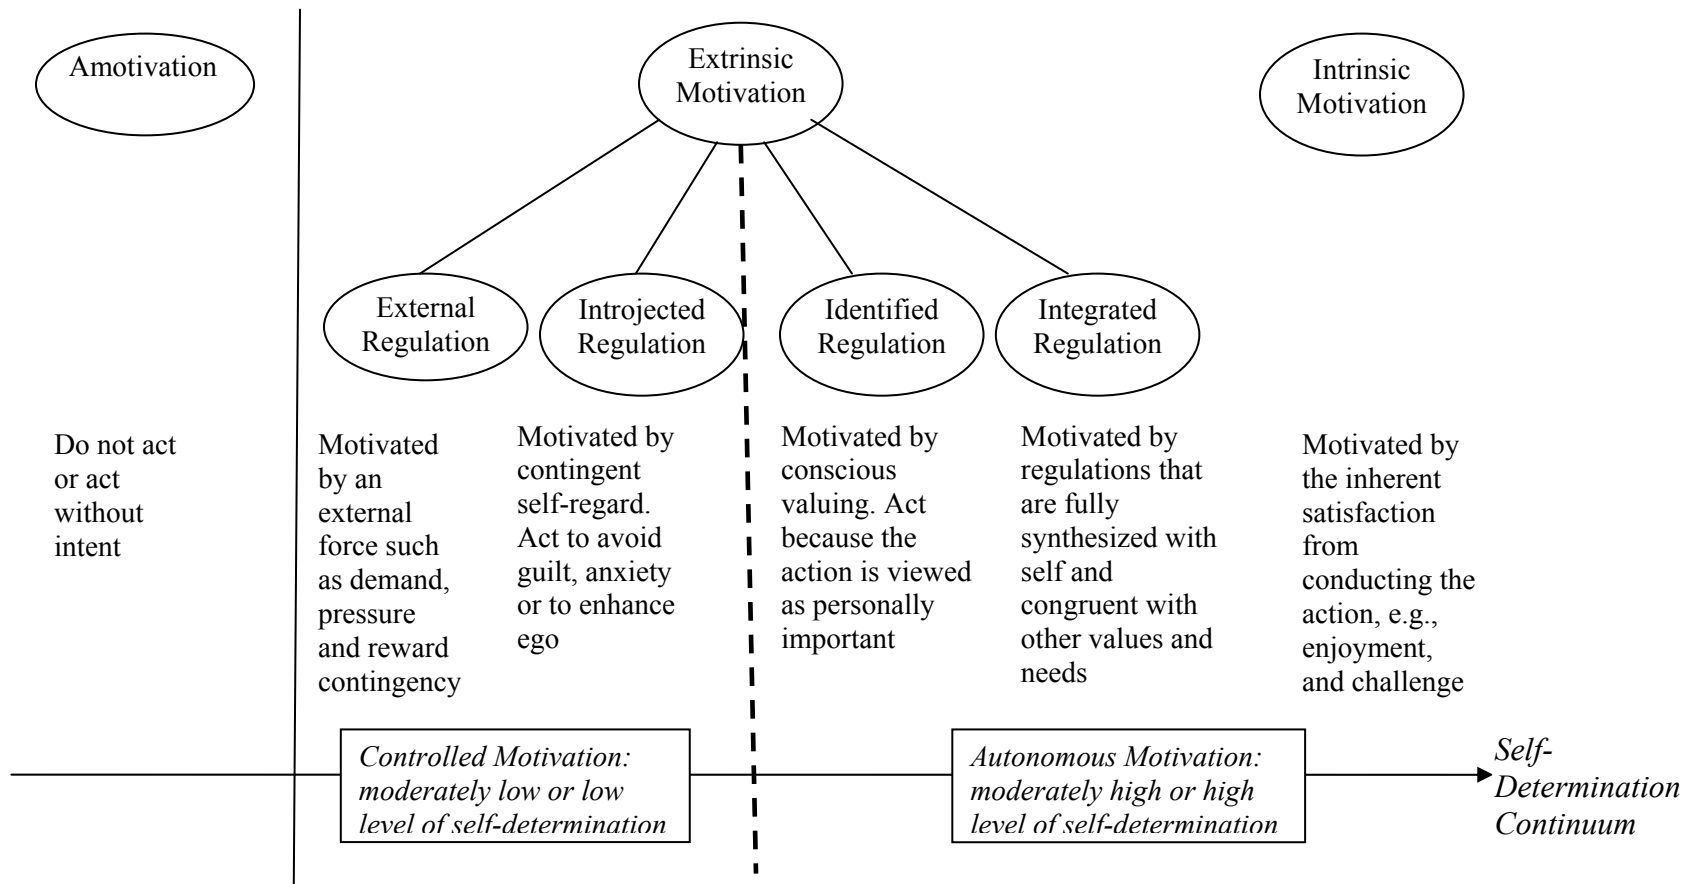 Amotivation
Extrinsic
Motivation
Intrinsic
Motivation
External
Regulation
Introjected
Regulation
Identified
Regulation
Integrated
Regulation
Do not act
or act
without
intent
Motivated
by an
external
force such
as demand,
pressure
and reward
contingency
Motivated by
contingent
self-regard.
Act to avoid
guilt, anxiety
or to enhance
ego
Motivated by
conscious
valuing. Act
because the
action is viewed
as personally
important
Motivated by
regulations that
are fully
synthesized with
self and
congruent with
other values and
needs
Motivated by
the inherent
satisfaction
from
conducting the
action, e.g.,
enjoyment,
and challenge
Controlled Motivation:
moderately low or low
level of self-determination
Autonomous Motivation:
moderately high or high
level of self-determination
Self-
Determination
Continuum